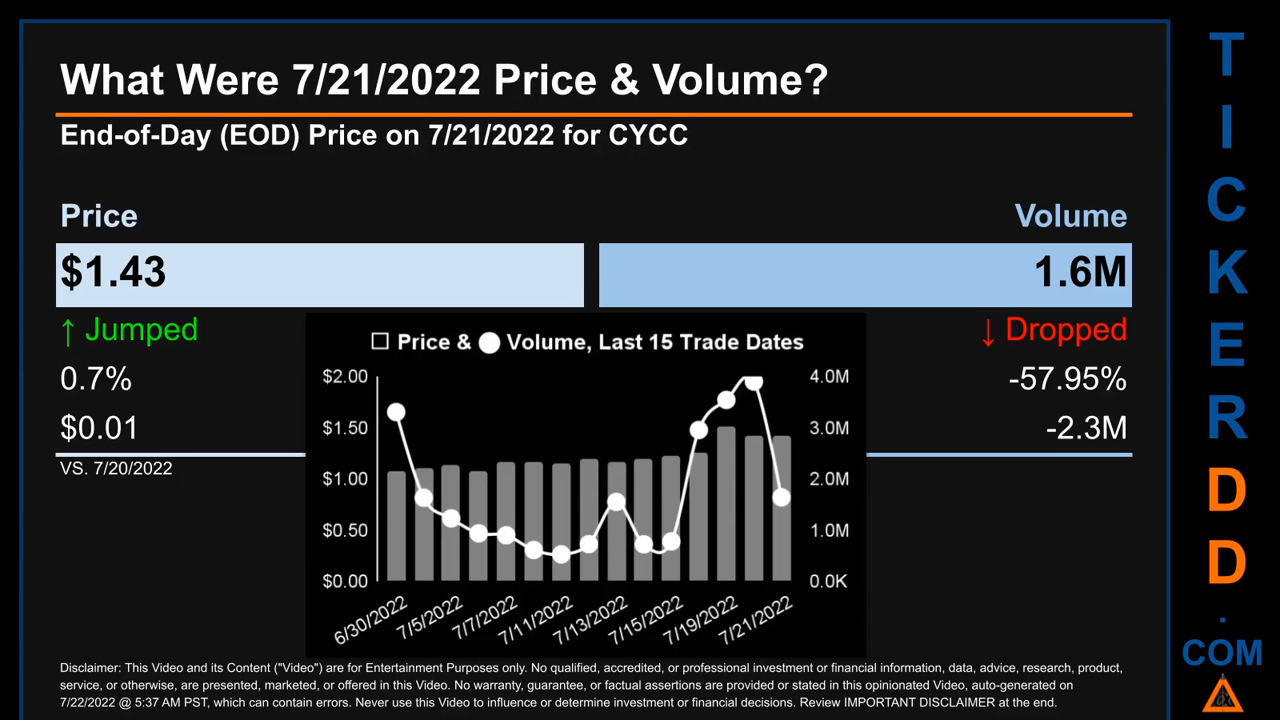 What Were 7/21/2022 Price & Volume?
End-of-Day (EOD) Price on 7/21/2022 for CYCC
Price
Volume
$1.43
1.6M
↑ Jumped
↓ Dropped
0.7%
-57.95%
$0.01
-2.3M
VS. 7/20/2022
Price & Volume, Last 15 Trade Dates
$2.00
$1.50
$1.00
$0.50
$0.00
4.0M
3.0M
2.0M
1.0M
0.0K
6/30/2022
7/5/2022
7/7/2022
7/11/2022
7/13/2022
7/15/2022
7/19/2022
7/21/2022
Disclaimer: This Video and its Content ("Video") are for Entertainment Purposes only. No qualified, accredited, or professional investment or financial information, data, advice, research, product,
service, or otherwise, are presented, marketed, or offered in this Video. No warranty, guarantee, or factual assertions are provided or stated in this opinionated Video, auto-generated on
7/22/2022 @ 5:37 AM PST, which can contain errors. Never use this Video to influence or determine investment or financial decisions. Review IMPORTANT DISCLAIMER at the end.
T
I
C
K
E
R
D
D
.
COM